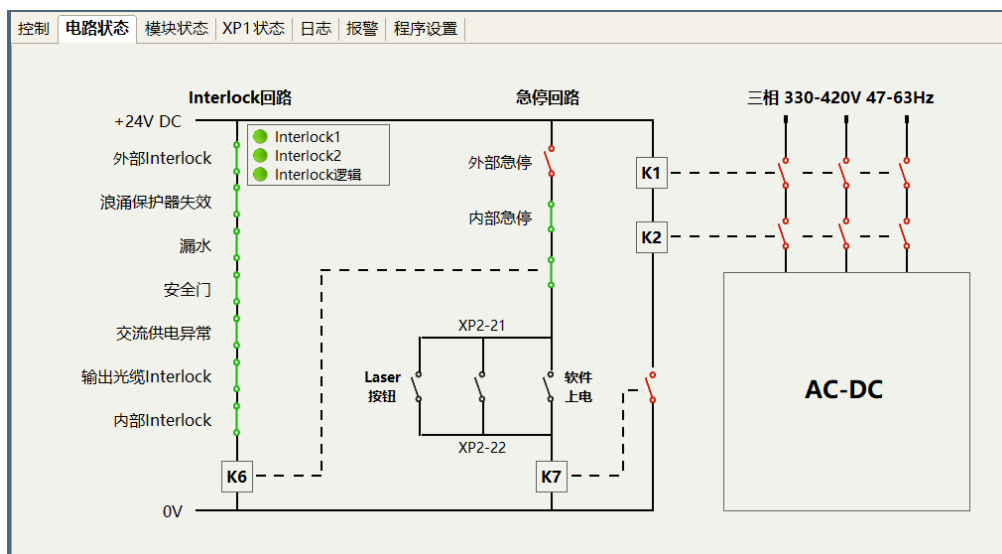 控制 电路状态 模块状态 XP1状态 日志 报警 程序设置
Interlock回路 急停回路 三相 330-420V 47-63Hz
+24V DC
Interlock1
Interlock2
Interlock逻辑
外部Interlock 外部急停 K1
浪涌保护器失效 内部急停
漏水 K2
安全门
交流供电异常 XP2-21
输出光缆Interlock Laser 按钮 软件 上电 AC-DC
内部Interlock
XP2-22
K6 K7
0V